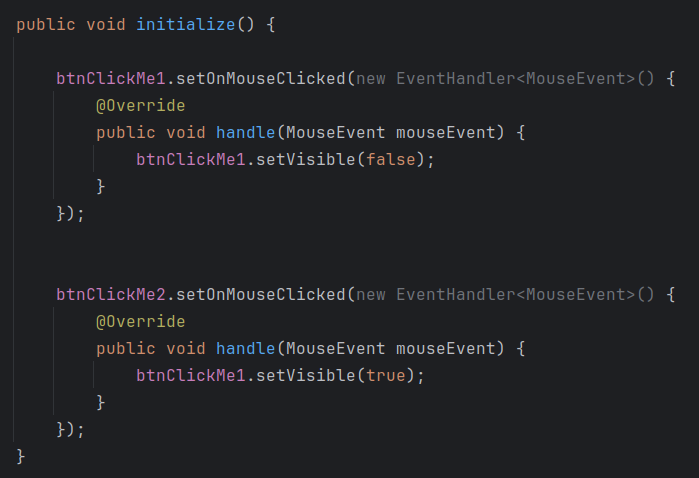 public void initialize() {
btnClickMe1.setOnMouseClicked(new EventHandler<MouseEvent>() {
@Override
public void handle(MouseEvent mouseEvent) {
btnClickMe1.setVisible(false);
}
});
btnClickMe2.setOnMouseClicked(new EventHandler<MouseEvent>() {
@Override
public void handle(MouseEvent mouseEvent) {
btnClickMe1.setVisible(true);
}
});
}